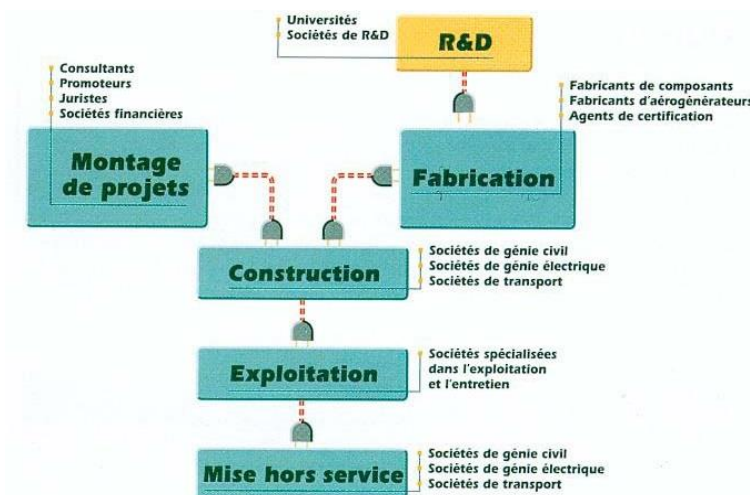 Universités
Sociétés de R&D
R&D
Consultants
Promoteurs
Juristes
Sociétés financières
Fabricants de composants
Fabricants d'aérogénérateurs
Agents de certification
Montage
de projets
Fabrication
Construction
Sociétés de génie civil
Sociétés de génie électrique
Sociétés de transport
Exploitation
Sociétés spécialisées
dans l'exploitation
et l'entretien
Mise hors service
Sociétés de génie civil
Sociétés de génie électrique
Sociétés de transport